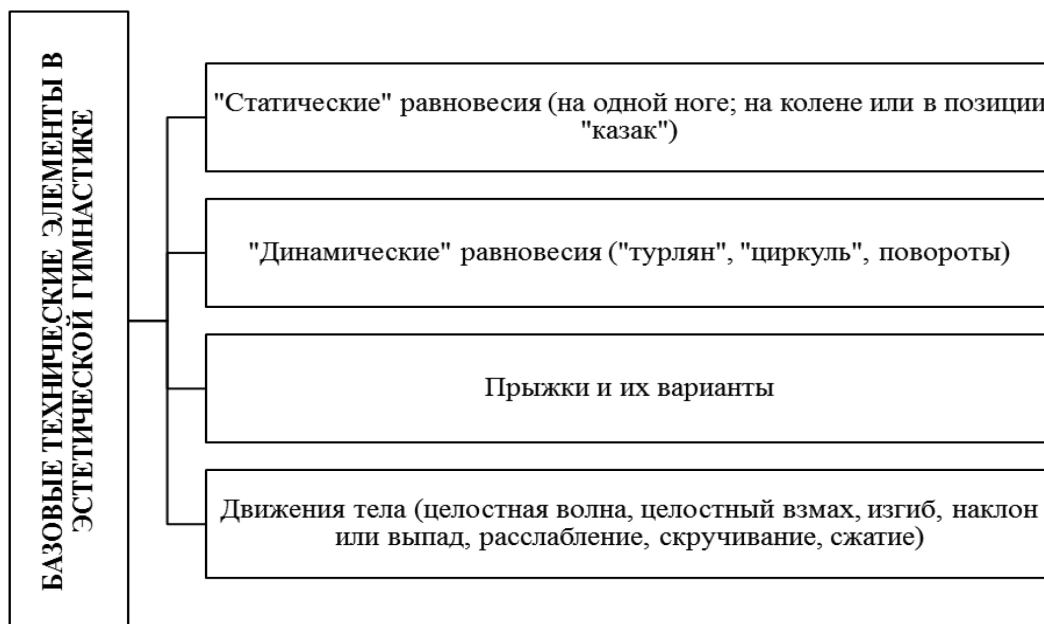 БАЗОВЫЕ ТЕХНИЧЕСКИЕ ЭЛЕМЕНТЫ В
ЭСТЕТИЧЕСКОЙ ГИМНАСТИКЕ
"Статические" равновесия (на одной ноге; на колене или в позиции
"казак")
"Динамические" равновесия ("турлян", "циркуль", повороты)
Прыжки и их варианты
Движения тела (целостная волна, целостный взмах, изгиб, наклон
или выпад, расслабление, скручивание, сжатие)